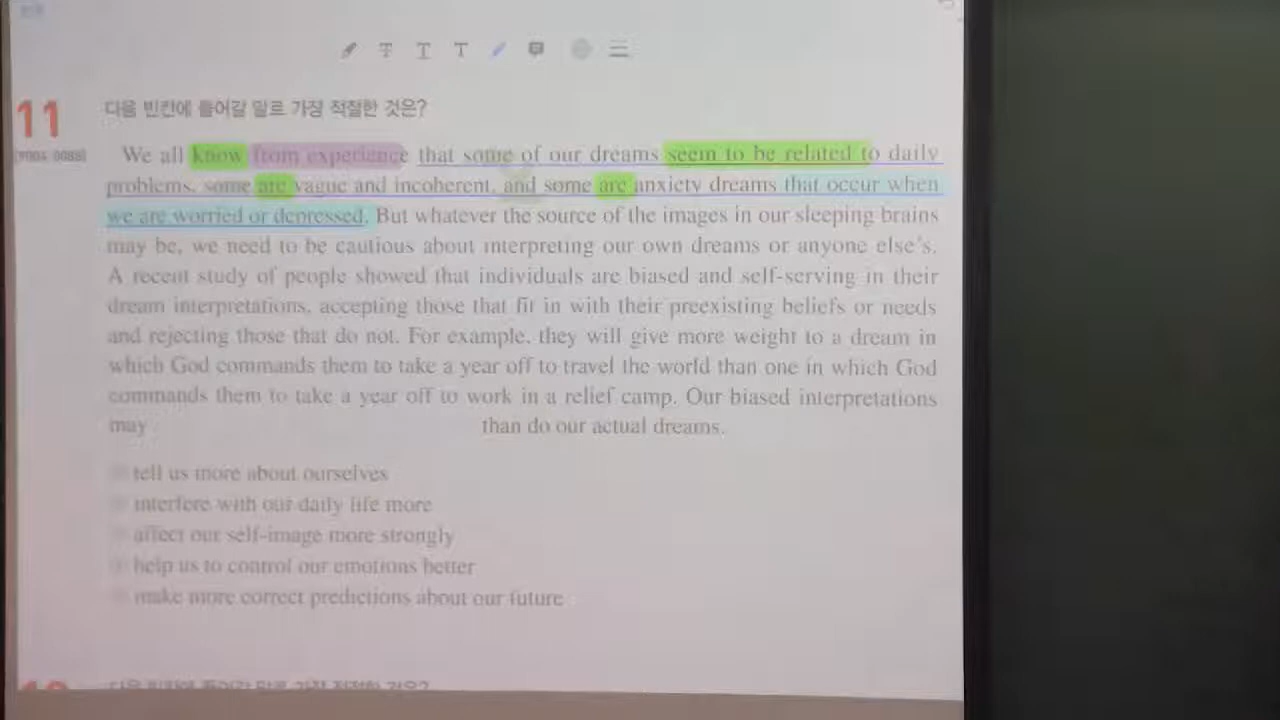 11
다음 빈칸에 들어갈 말로 가장 적절한 것은?
We all know from experience that some of our dreams seem to be related to daily
problems, some are vague and incoherent, and some are anxiety dreams that occur when
we are worried or depressed. But whatever the source of the images in our sleeping brains
may be, we need to be cautious about interpreting our own dreams or anyone else's.
A recent study of people showed that individuals are biased and self-serving in their
dream interpretations, accepting those that fit in with their preexisting beliefs or needs
and rejecting those that do not. For example, they will give more weight to a dream in
which God commands them to take a year off to travel the world than one in which God
commands them to take a year off to work in a relief camp. Our biased interpretations
may than do our actual dreams.
tell us more about ourselves
interfere with our daily life more
affect our self-image more strongly
help us to control our emotions better
make more correct predictions about our future